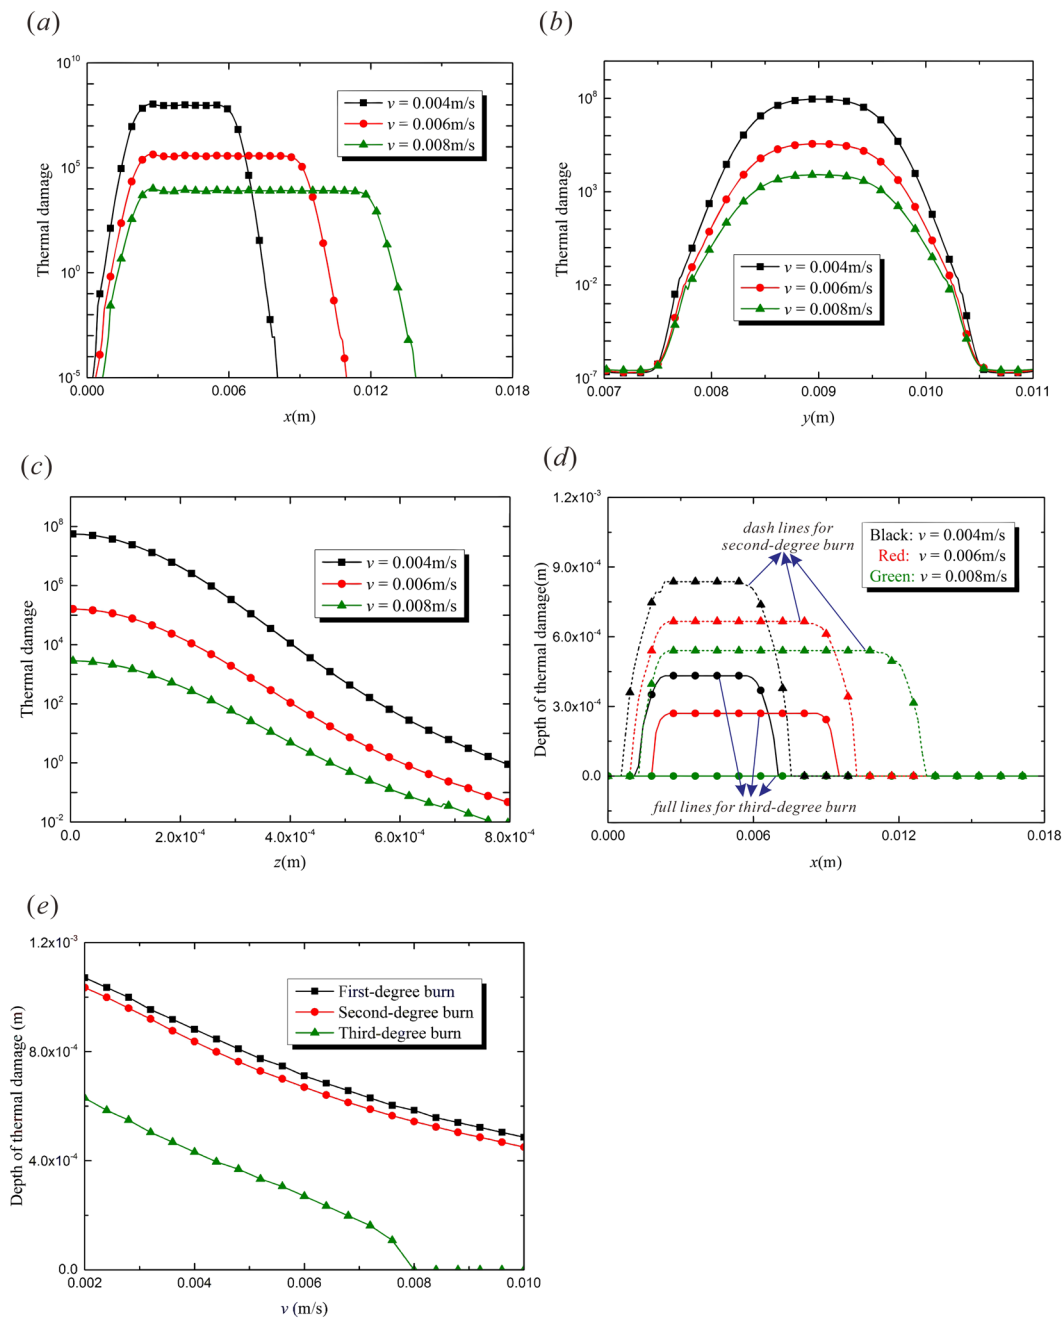 (a)
10^10
10^5
10^0
10^-5
Thermal damage
v = 0.004m/s
v = 0.006m/s
v = 0.008m/s
0.000 0.006 0.012 0.018
x(m)
(b)
10^8
10^3
10^-2
10^-7
Thermal damage
v = 0.004m/s
v = 0.006m/s
v = 0.008m/s
0.007 0.008 0.009 0.010 0.011
y(m)
(c)
10^8
10^6
10^4
10^2
10^0
10^-2
Thermal damage
v = 0.004m/s
v = 0.006m/s
v = 0.008m/s
0.0 2.0x10^-4 4.0x10^-4 6.0x10^-4 8.0x10^-4
z(m)
(d)
1.2x10^-3
9.0x10^-4
6.0x10^-4
3.0x10^-4
0.0
Depth of thermal damage(m)
dash lines for
second-degree burn
Black: v = 0.004m/s
Red: v = 0.006m/s
Green: v = 0.008m/s
full lines for third-degree burn
0.000 0.006 0.012 0.018
x(m)
(e)
1.2x10^-3
8.0x10^-4
4.0x10^-4
0.0
Depth of thermal damage (m)
First-degree burn
Second-degree burn
Third-degree burn
0.002 0.004 0.006 0.008 0.010
v (m/s)